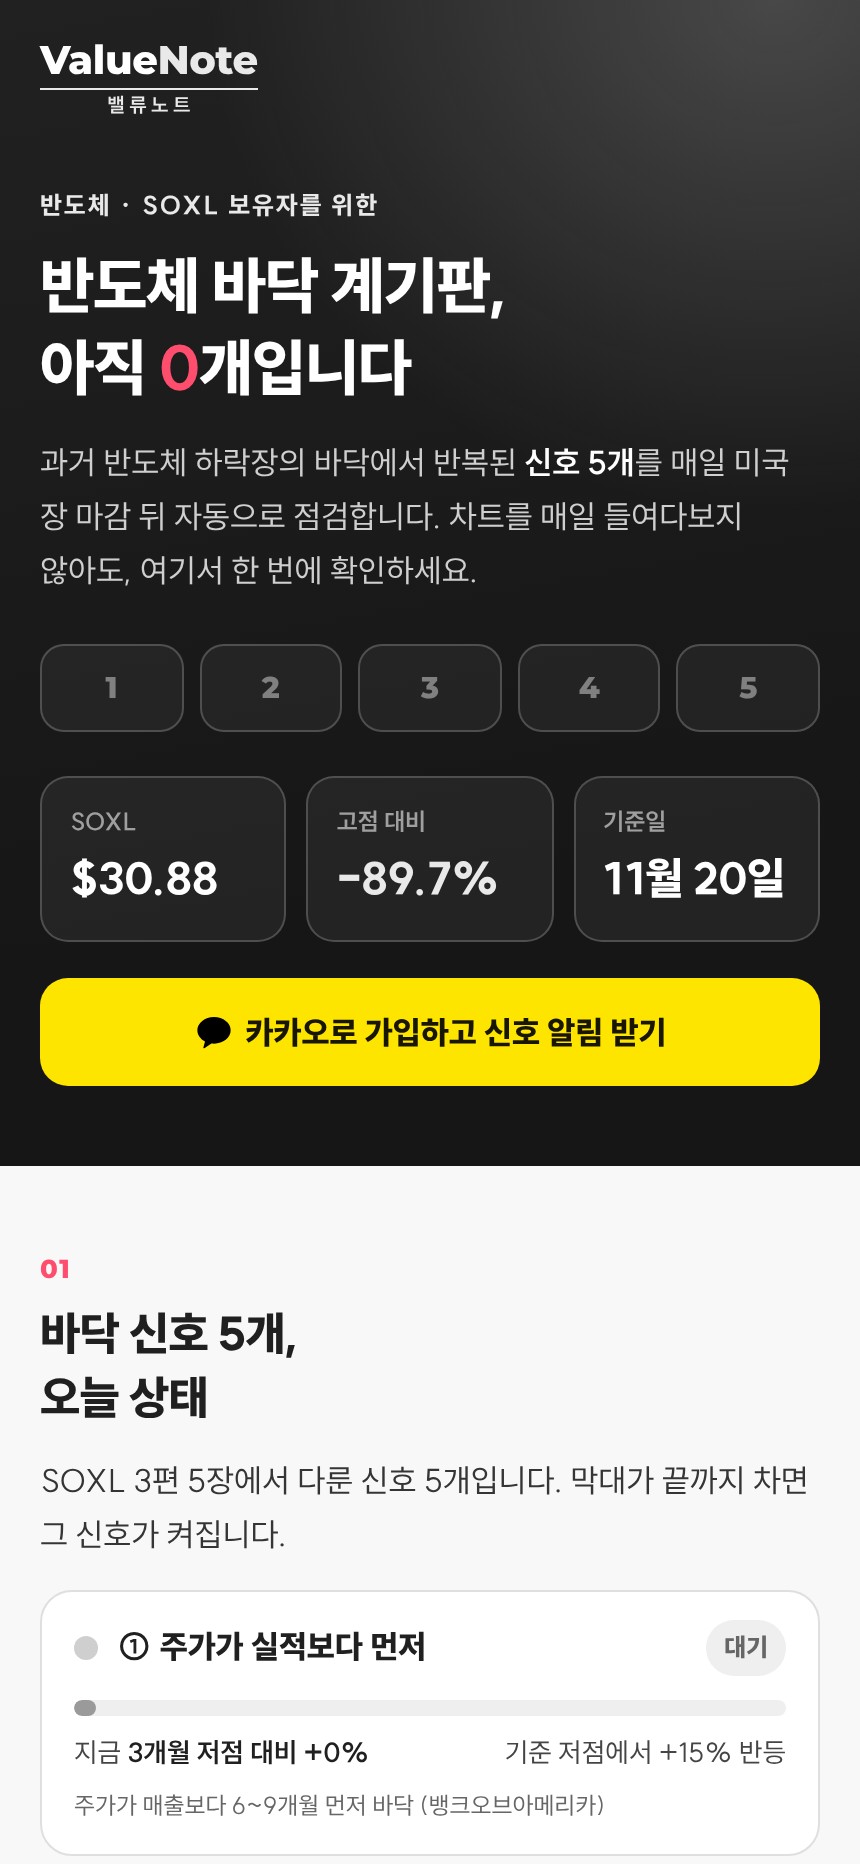 ValueNote
밸류노트
반도체 · SOXL 보유자를 위한
반도체 바닥 계기판,
아직 0개입니다
과거 반도체 하락장의 바닥에서 반복된 신호 5개를 매일 미국
장 마감 뒤 자동으로 점검합니다. 차트를 매일 들여다보지
않아도, 여기서 한 번에 확인하세요.
1 2 3 4 5
SOXL 고점 대비 기준일
$30.88 -89.7% 11월 20일
카카오로 가입하고 신호 알림 받기
01
바닥 신호 5개,
오늘 상태
SOXL 3편 5장에서 다룬 신호 5개입니다. 막대가 끝까지 차면
그 신호가 켜집니다.
① 주가가 실적보다 먼저 대기
지금 3개월 저점 대비 +0% 기준 저점에서 +15% 반등
주가가 매출보다 6~9개월 먼저 바닥 (뱅크오브아메리카)